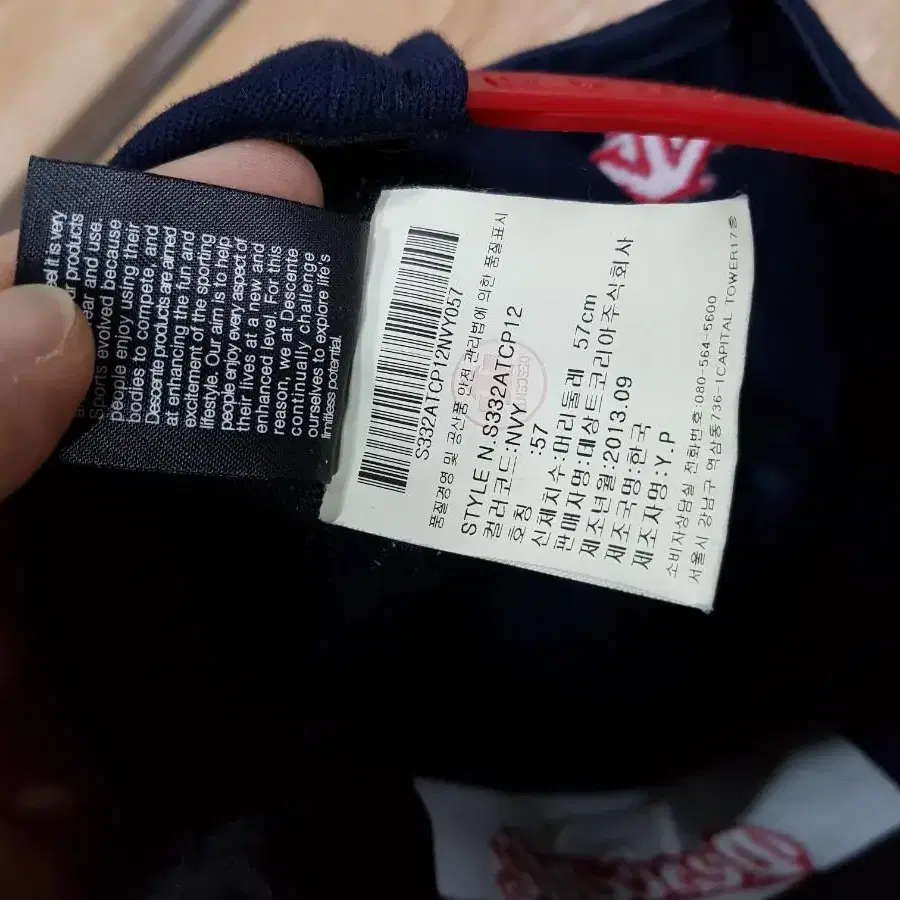 eel it is very
ur products
ear and use.
Sports evolved because
people enjoy using their
bodies to compete, and
Descente products are aimed
at enhancing the fun and
excitement of the sporting
lifestyle. Our aim is to help
people enjoy every aspect of
their lives at a new and
enhanced level. For this
reason, we at Descente
continually challenge
ourselves to explore life's
limitless potential.
S332ATCP12NVY057
품질경영 및 공산품 안전 관리법에 의한 품질표시
STYLE N.S332ATCP12
컬러코드:NVY
호칭 :57
신체치수:머리둘레 57cm
판매자명:데상트코리아주식회사
제조년월:2013.09
제조국명:한국
제조자명:Y.P
소비자상담실 전화번호:080-564-5600
서울시 강남구 역삼동736-1CAPITAL TOWER17층